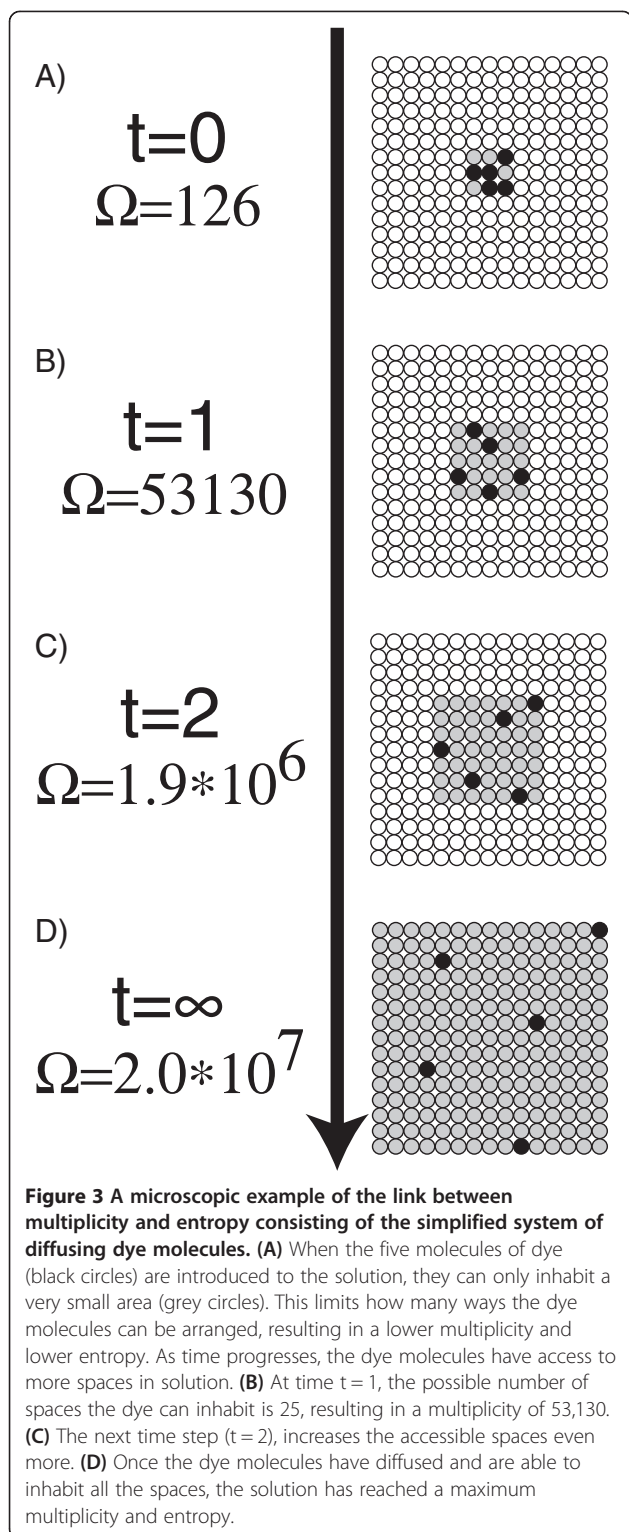 A)
t=0
Ω=126
B)
t=1
Ω=53130
C)
t=2
Ω=1.9*10⁶
D)
t=∞
Ω=2.0*10⁷
Figure 3 A microscopic example of the link between
multiplicity and entropy consisting of the simplified system of
diffusing dye molecules. (A) When the five molecules of dye
(black circles) are introduced to the solution, they can only inhabit a
very small area (grey circles). This limits how many ways the dye
molecules can be arranged, resulting in a lower multiplicity and
lower entropy. As time progresses, the dye molecules have access to
more spaces in solution. (B) At time t = 1, the possible number of
spaces the dye can inhabit is 25, resulting in a multiplicity of 53,130.
(C) The next time step (t = 2), increases the accessible spaces even
more. (D) Once the dye molecules have diffused and are able to
inhabit all the spaces, the solution has reached a maximum
multiplicity and entropy.